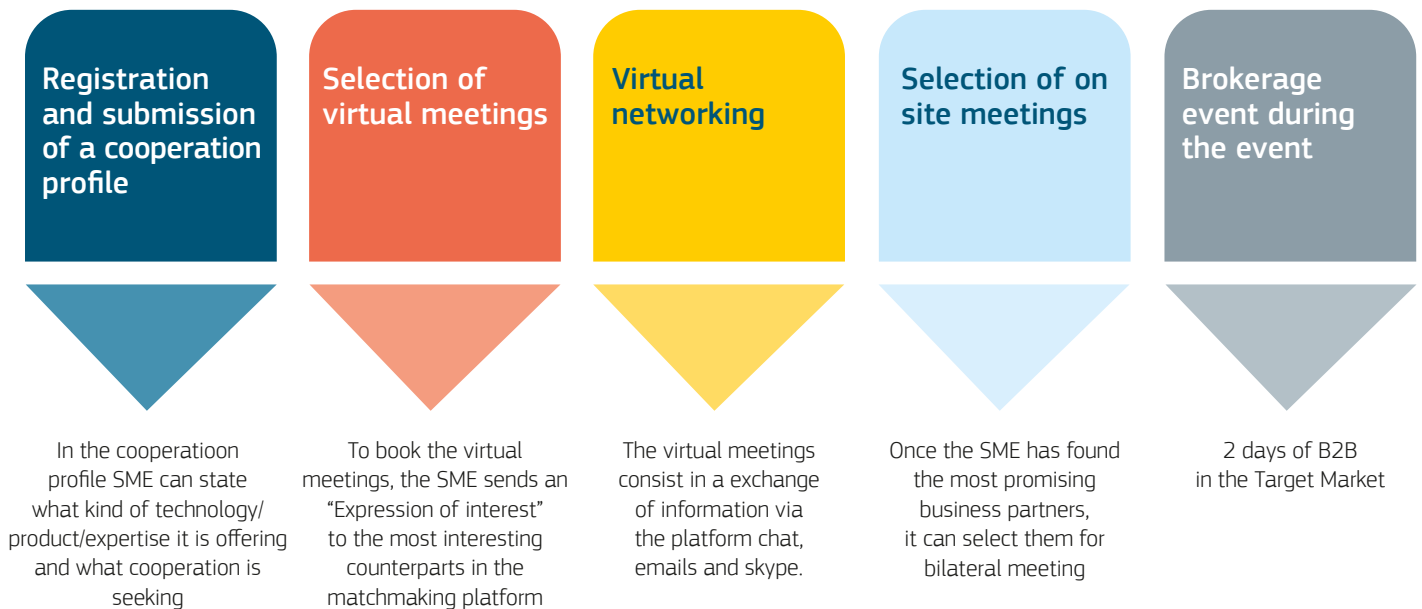 Registration
and submission
of a cooperation
profile
Selection of
virtual meetings
Virtual
networking
Selection of on
site meetings
Brokerage
event during
the event
In the cooperatioon
profile SME can state
what kind of technology/
product/expertise it is offering
and what cooperation is
seeking
To book the virtual
meetings, the SME sends an
“Expression of interest”
to the most interesting
counterparts in the
matchmaking platform
The virtual meetings
consist in a exchange
of information via
the platform chat,
emails and skype.
Once the SME has found
the most promising
business partners,
it can select them for
bilateral meeting
2 days of B2B
in the Target Market